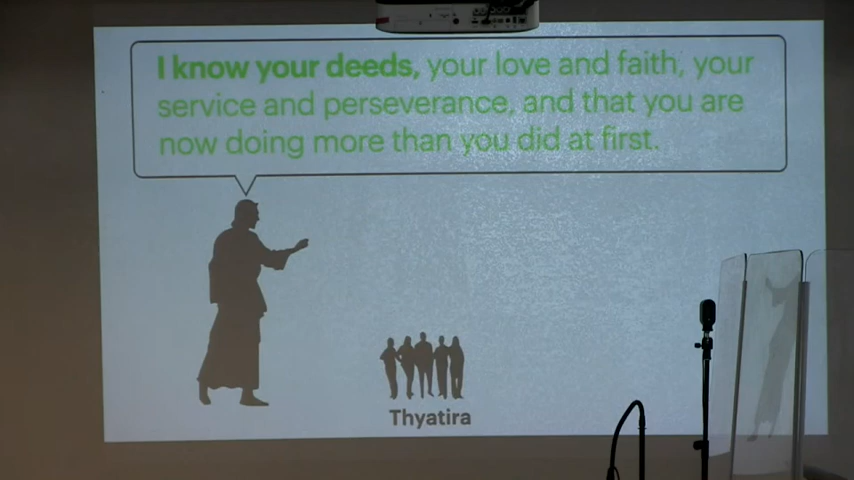 I know your deeds, your love and faith, your
service and perseverance, and that you are
now doing more than you did at first.
Thyatira